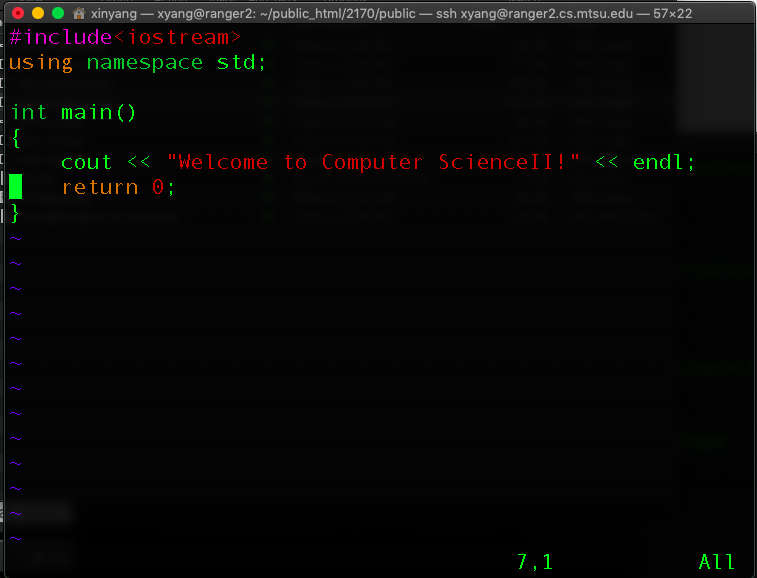 xinyang — xyang@ranger2: ~/public_html/2170/public — ssh xyang@ranger2.cs.mtsu.edu — 57×22
#include<iostream>
using namespace std;

int main()
{
    cout << "Welcome to Computer ScienceII!" << endl;
    return 0;
}
~
~
~
~
~
~
~
~
~
~
~
~
~
7,1 All